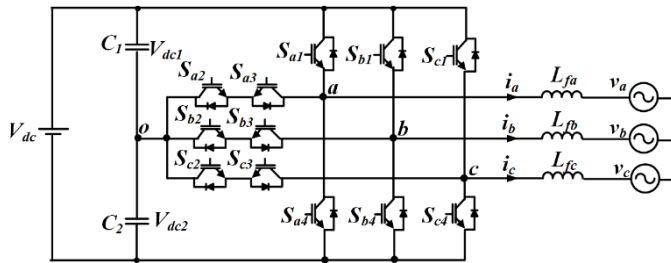 C1 Vdc1 Sa1 Sb1 Sc1
Sa2 Sa3 a ia Lfa va
Vdc o Sb2 Sb3 b ib Lfb vb
Sc2 Sc3 c ic Lfc vc
C2 Vdc2 Sa4 Sb4 Sc4